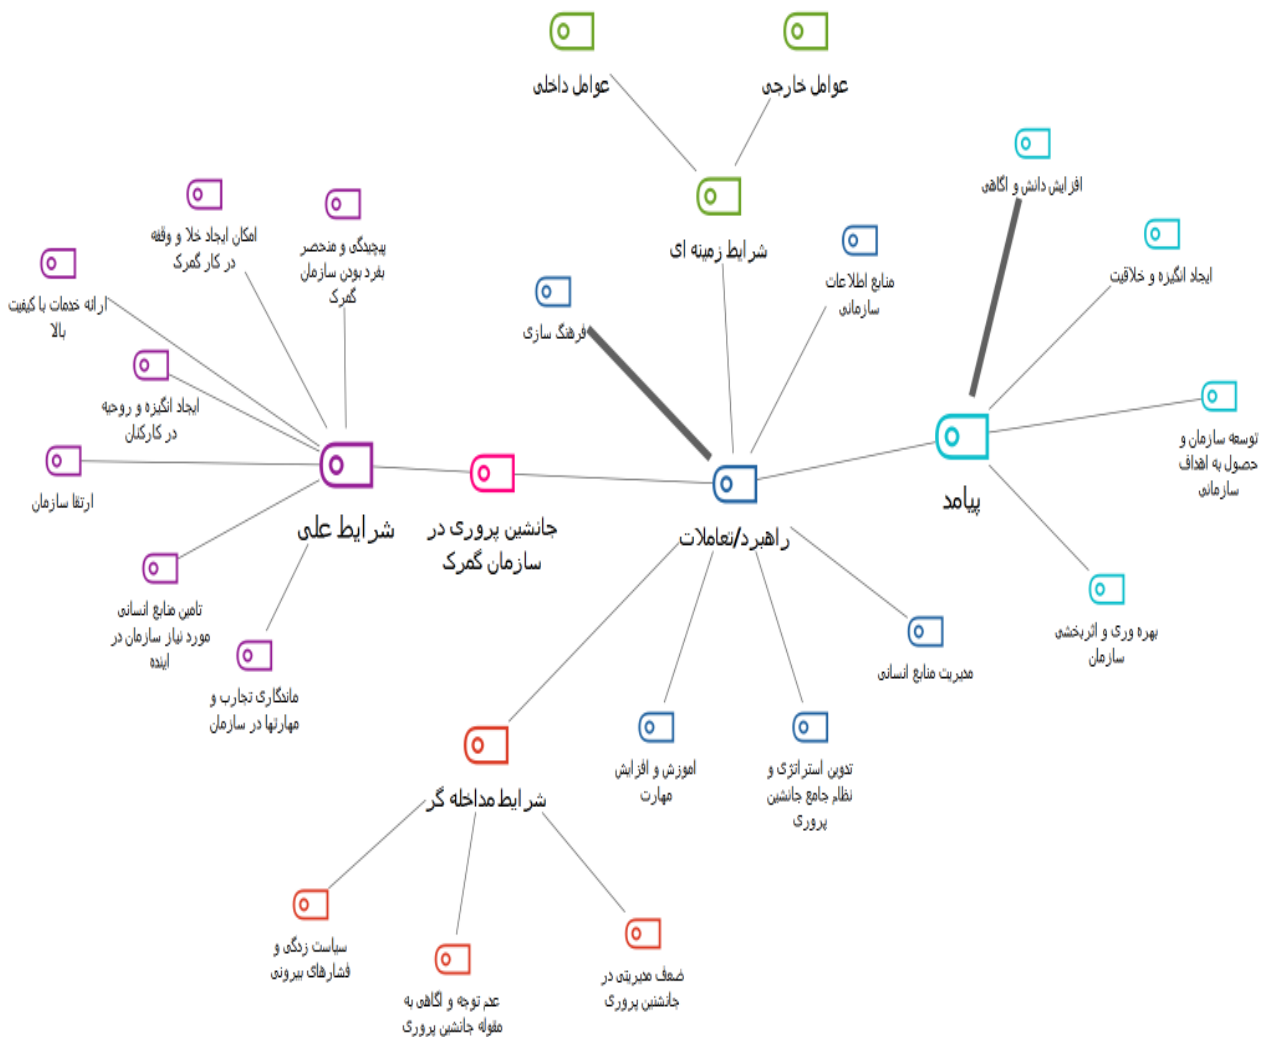 عوامل داخلی
عوامل خارجی
افزایش دانش و اگاهی
شرایط زمینه ای
پیچیدگی و منحصر
بفرد بودن سازمان
گمرک
امکان ایجاد خلا و وقفه
در کار گمرک
ارائه خدمات با کیفیت
بالا
منابع اطلاعات
سازمانی
ایجاد انگیزه و خلاقیت
فرهنگ سازی
ایجاد انگیزه و روحیه
در کارکنان
توسعه سازمان و
حصول به اهداف
سازمانی
ارتقا سازمان
پیامد
شرایط علی
جانشین پروری در
سازمان گمرک
راهبرد/تعاملات
تامین منابع انسانی
مورد نیاز سازمان در
اینده
بهره وری و اثربخشی
سازمان
مدیریت منابع انسانی
ماندگاری تجارب و
مهارتها در سازمان
اموزش و افزایش
مهارت
تدوین استراتژی و
نظام جامع جانشین
پروری
شرایط مداخله گر
سیاست زدگی و
فشارهای بیرونی
عدم توجه و اگاهی به
مقوله جانشین پروری
ضعف مدیریتی در
جانشنین پروری